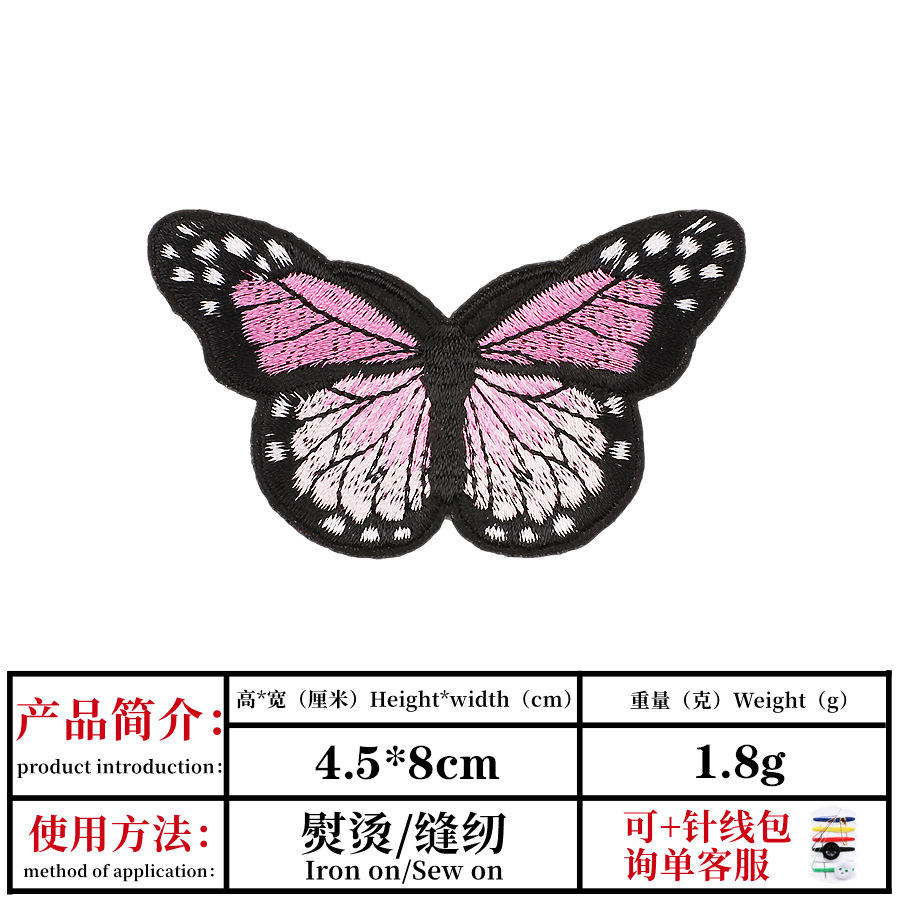 产品简介：
product introduction：
高*宽（厘米）Height*width（cm）
重量（克）Weight（g）
4.5*8cm
1.8g
使用方法：
method of application：
熨烫/缝纫
Iron on/Sew on
可+针线包
询单客服